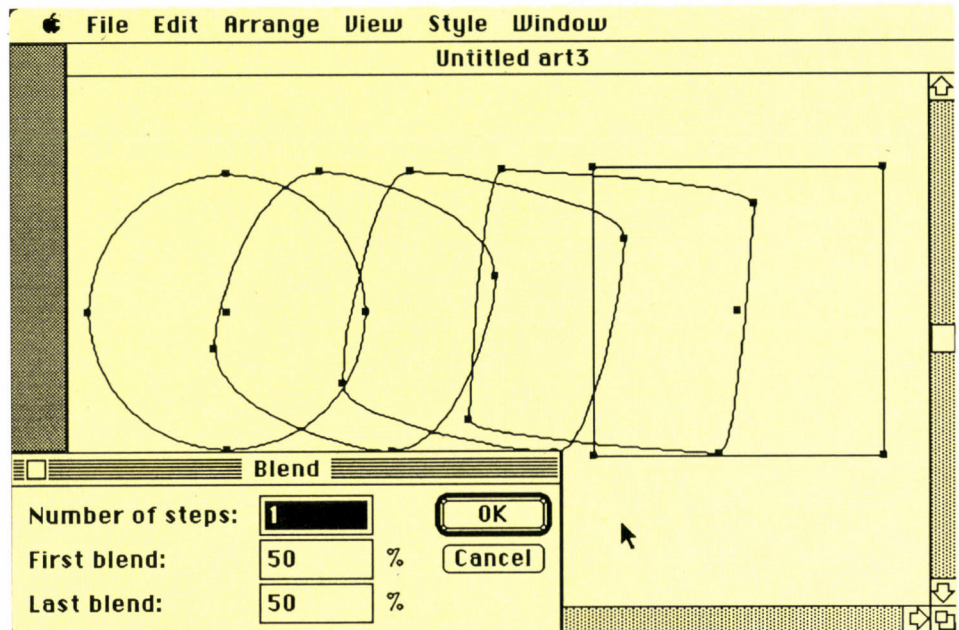 File Edit Arrange View Style Window
Untitled art3
Blend
Number of steps: 1
OK
First blend: 50 %
Cancel
Last blend: 50 %